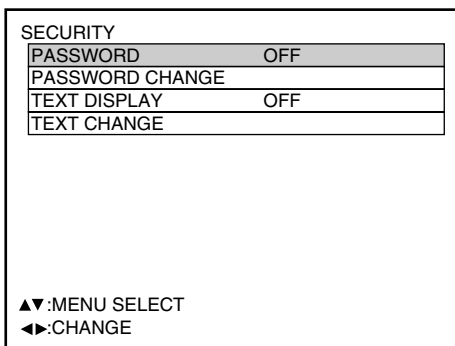 SECURITY
PASSWORD OFF
PASSWORD CHANGE
TEXT DISPLAY OFF
TEXT CHANGE
▲▼:MENU SELECT
◀▶:CHANGE